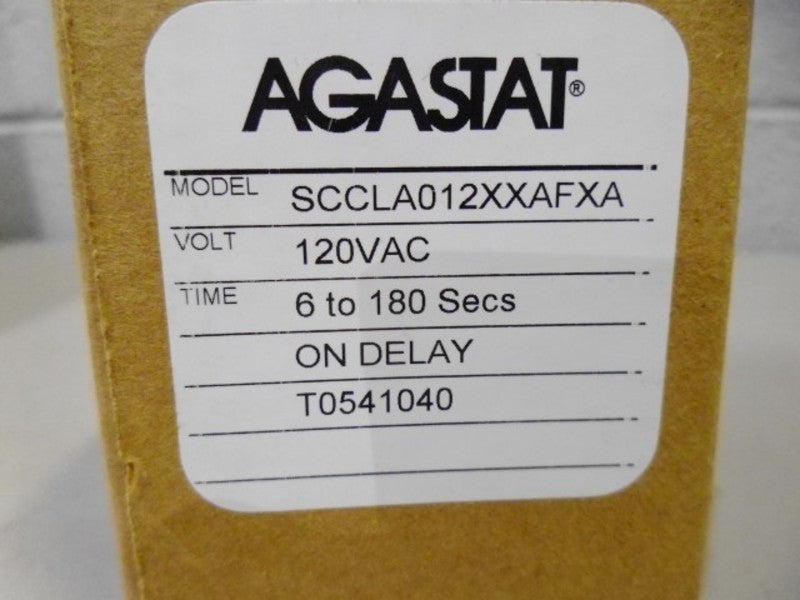 AGASTAT®
MODEL SCCLA012XXAFXA
VOLT 120VAC
TIME 6 to 180 Secs
ON DELAY
T0541040